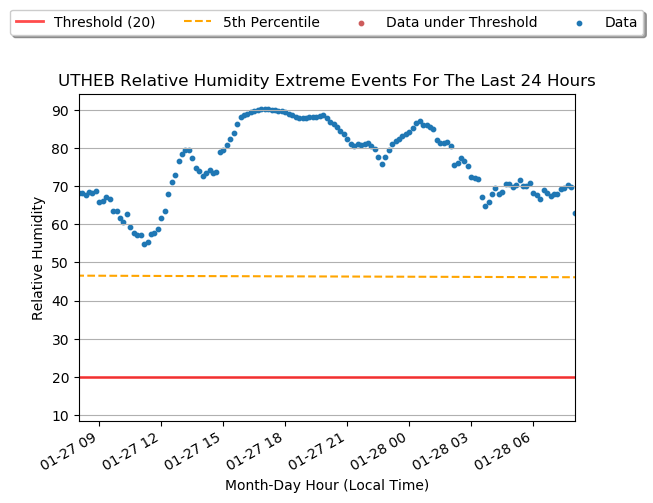 Threshold (20) 5th Percentile Data under Threshold Data
UTHEB Relative Humidity Extreme Events For The Last 24 Hours
90
80
70
60
50
40
30
20
10
Relative Humidity
01-27 09 01-27 12 01-27 15 01-27 18 01-27 21 01-28 00 01-28 03 01-28 06
Month-Day Hour (Local Time)